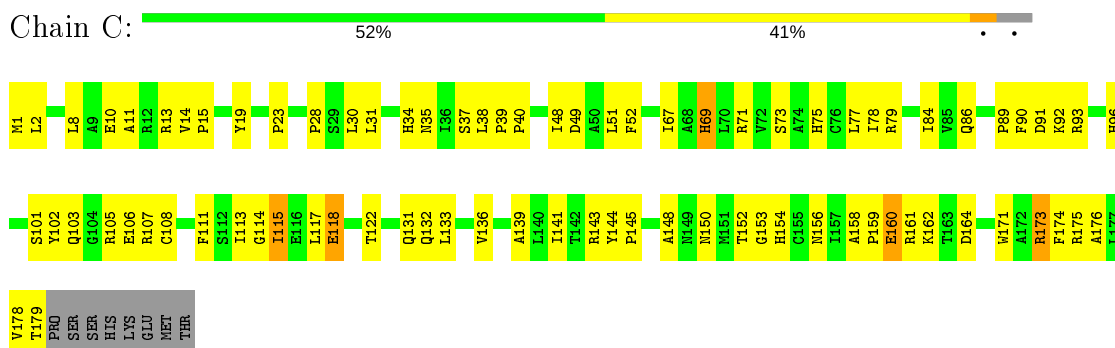 Chain C:
52% 41% • •
M1 L2 L8 A9 E10 A11 R12 R13 V14 P15 Y19 P23 P28 S29 L30 L31 H34 N35 I36 S37 L38 P39 P40 I48 D49 A50 L51 F52 I67 A68 H69 L70 R71 V72 S73 A74 H75 C76 L77 I78 R79 I84 V85 Q86 P89 F90 D91 K92 R93 H96
S101 Y102 Q103 G104 R105 E106 R107 C108 F111 S112 I113 G114 I115 E116 L117 E118 T122 Q131 Q132 L133 V136 A139 L140 I141 T142 R143 Y144 P145 A148 N149 N150 M151 T152 G153 H154 C155 N156 I157 A158 P159 E160 R161 K162 T163 D164 W171 A172 R173 F174 R175 A176 L177
V178 T179 PRO SER SER HIS LYS GLU MET THR